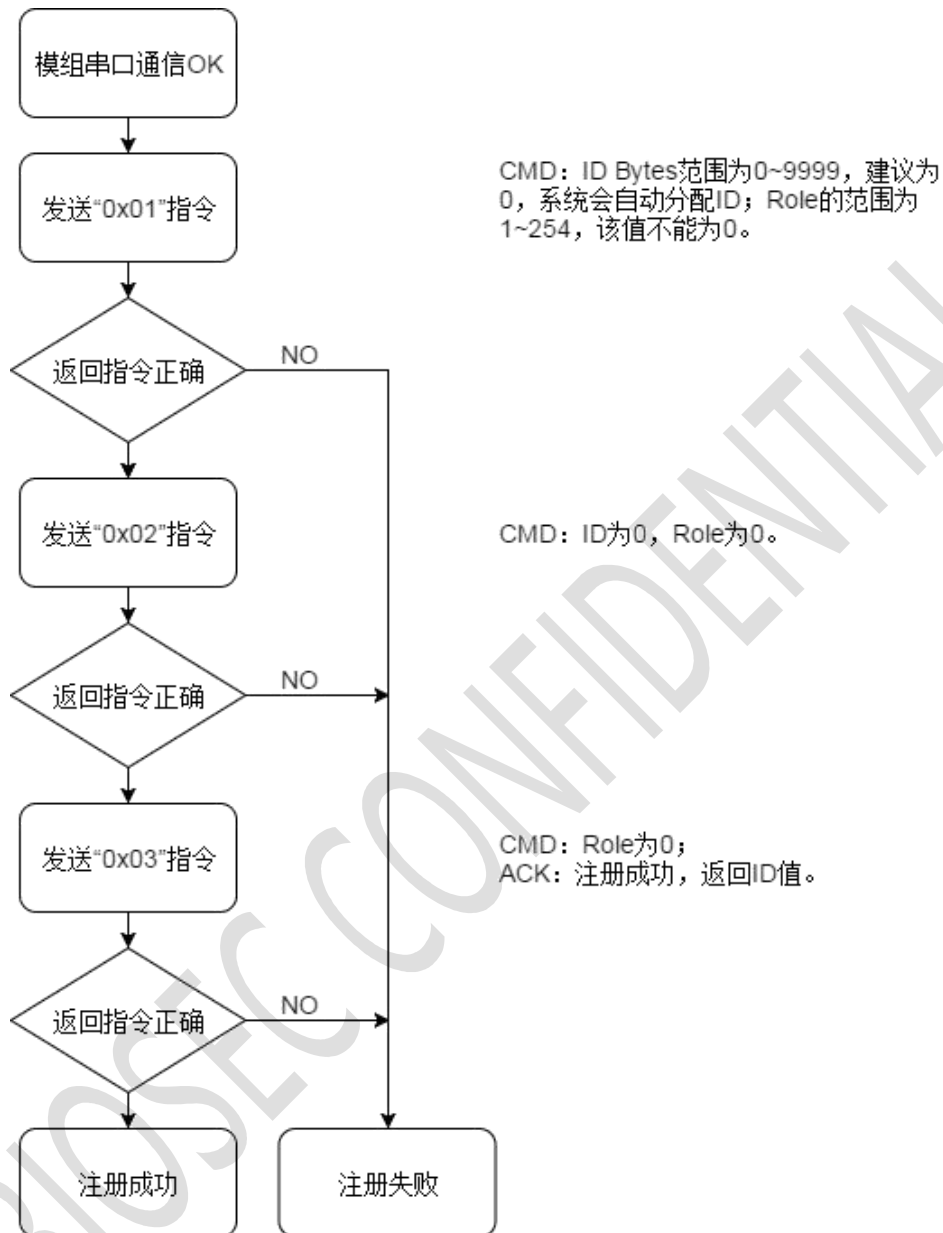 模组串口通信OK
发送“0x01”指令
CMD：ID Bytes范围为0~9999，建议为
0，系统会自动分配ID；Role的范围为
1~254，该值不能为0。
返回指令正确
NO
发送“0x02”指令
CMD：ID为0，Role为0。
返回指令正确
NO
发送“0x03”指令
CMD：Role为0；
ACK：注册成功，返回ID值。
返回指令正确
NO
注册成功
注册失败
BIOSEC CONFIDENTIAL